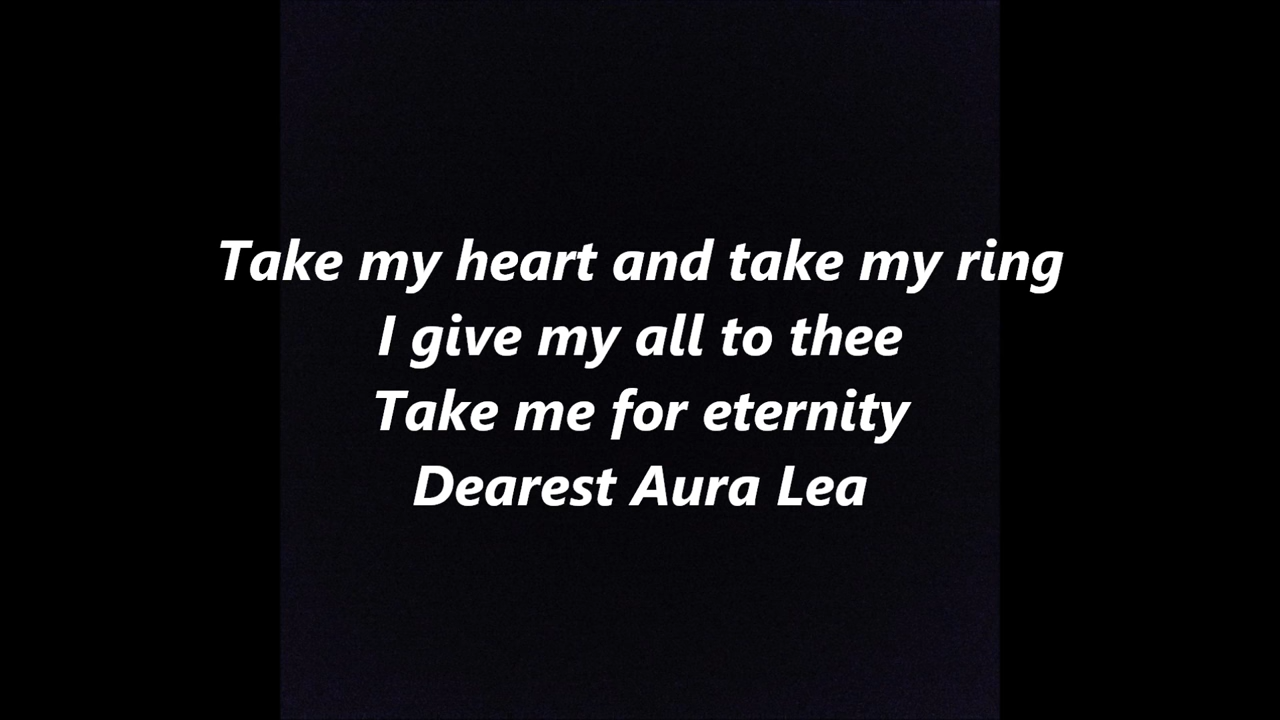 Take my heart and take my ring
I give my all to thee
Take me for eternity
Dearest Aura Lea